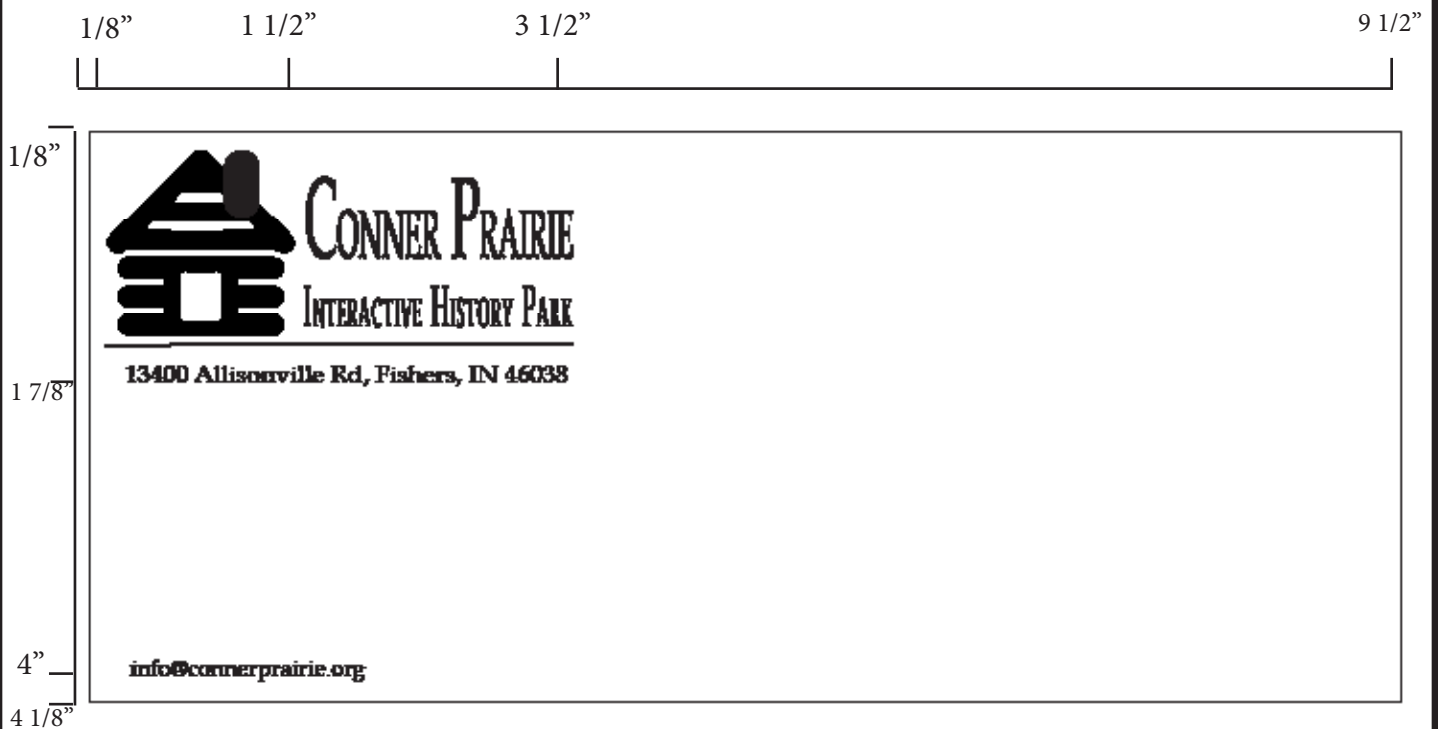 1/8” 1 1/2” 3 1/2” 9 1/2”
1/8”
CONNER PRAIRIE
INTERACTIVE HISTORY PARK
13400 Allisonville Rd, Fishers, IN 46038
1 7/8”
info@connerprairie.org
4”
4 1/8”